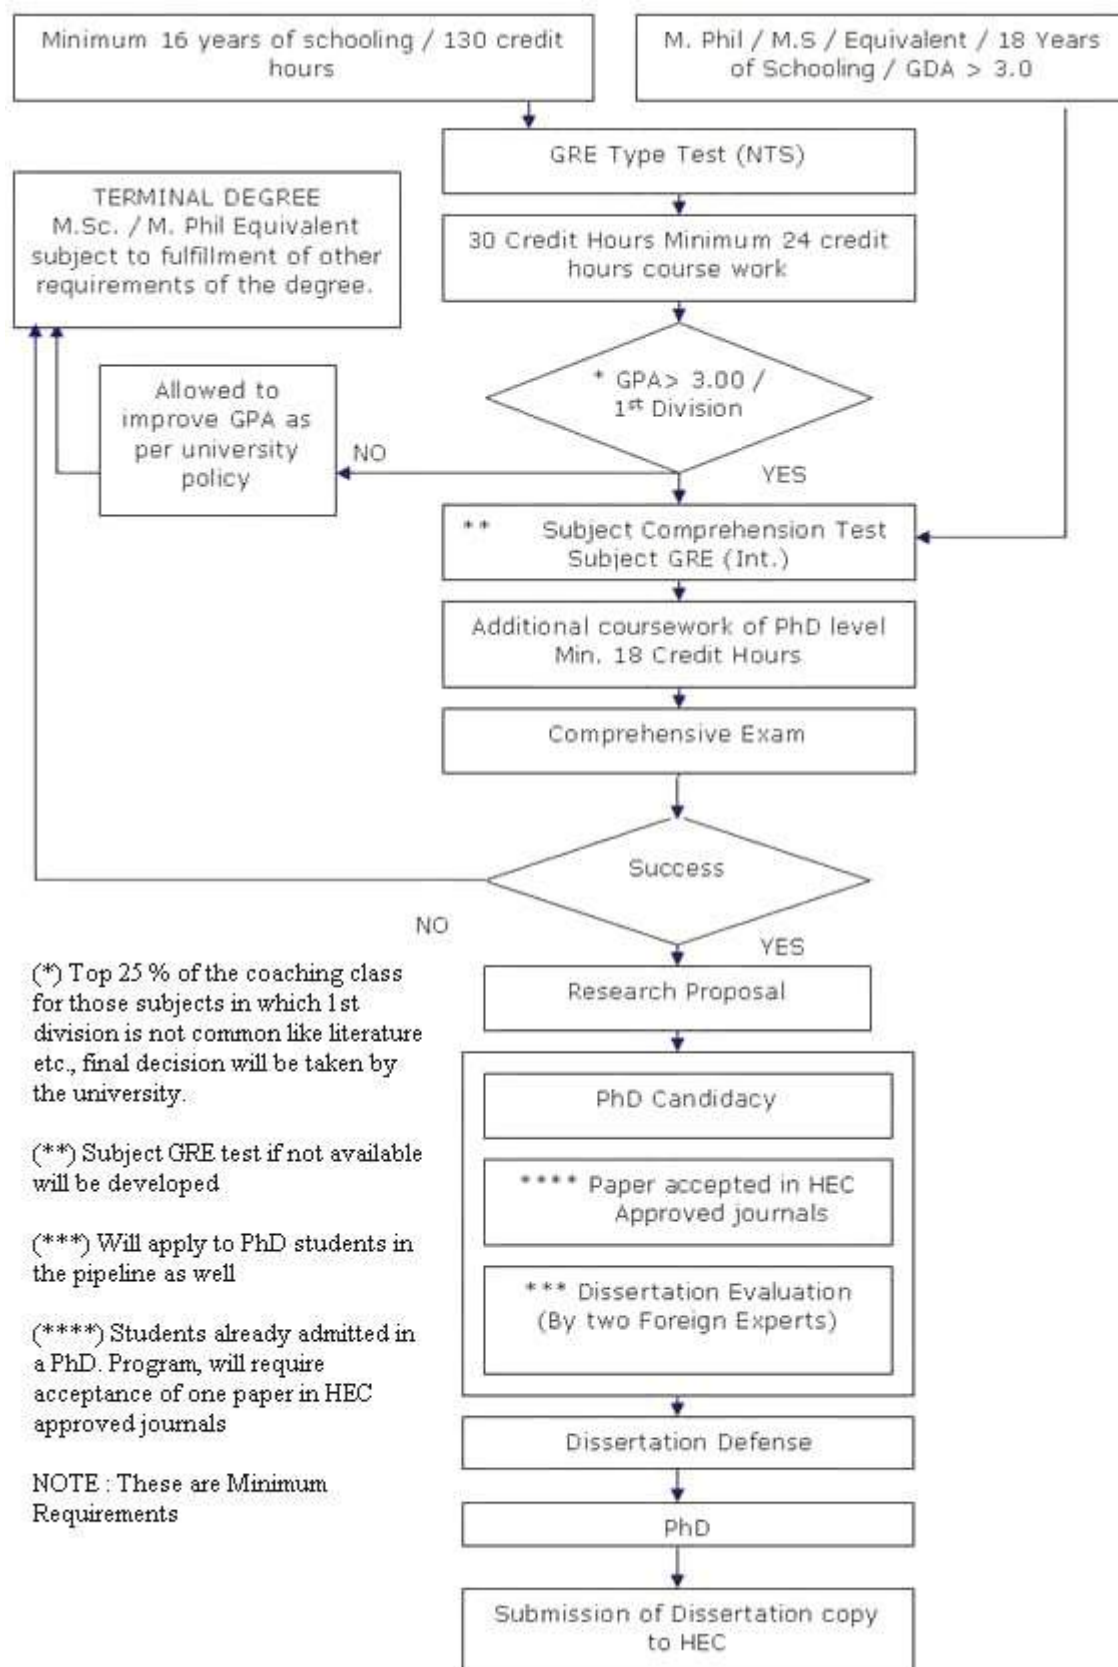 Minimum 16 years of schooling / 130 credit
hours
M. Phil / M.S / Equivalent / 18 Years
of Schooling / GDA > 3.0
GRE Type Test (NTS)
TERMINAL DEGREE
M.Sc. / M. Phil Equivalent
subject to fulfillment of other
requirements of the degree.
30 Credit Hours Minimum 24 credit
hours course work
* GPA> 3.00 /
1st Division
Allowed to
improve GPA as
per university
policy
NO
YES
** Subject Comprehension Test
Subject GRE (Int.)
Additional coursework of PhD level
Min. 18 Credit Hours
Comprehensive Exam
Success
NO
YES
Research Proposal
(*) Top 25 % of the coaching class
for those subjects in which 1st
division is not common like literature
etc., final decision will be taken by
the university.
(**) Subject GRE test if not available
will be developed
(***) Will apply to PhD students in
the pipeline as well
(****) Students already admitted in
a PhD. Program, will require
acceptance of one paper in HEC
approved journals
NOTE : These are Minimum
Requirements
PhD Candidacy
**** Paper accepted in HEC
Approved journals
*** Dissertation Evaluation
(By two Foreign Experts)
Dissertation Defense
PhD
Submission of Dissertation copy
to HEC